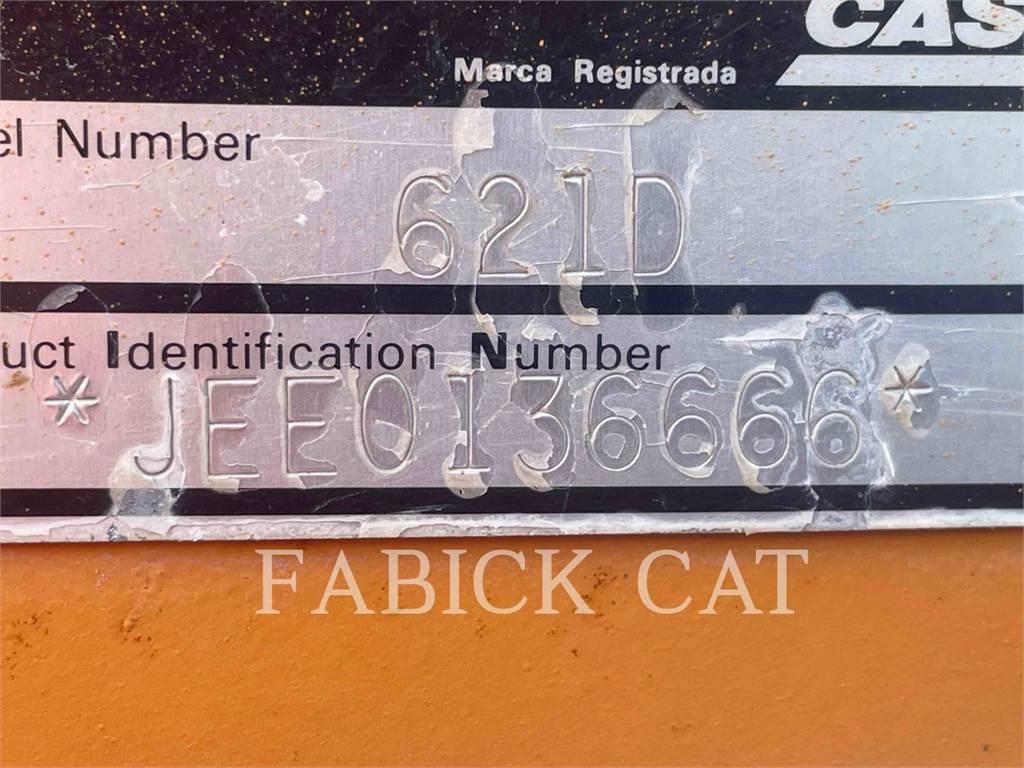 CAS
Marca Registrada
el Number
621D
uct Identification Number
*JEE0136666*
FABICK CAT